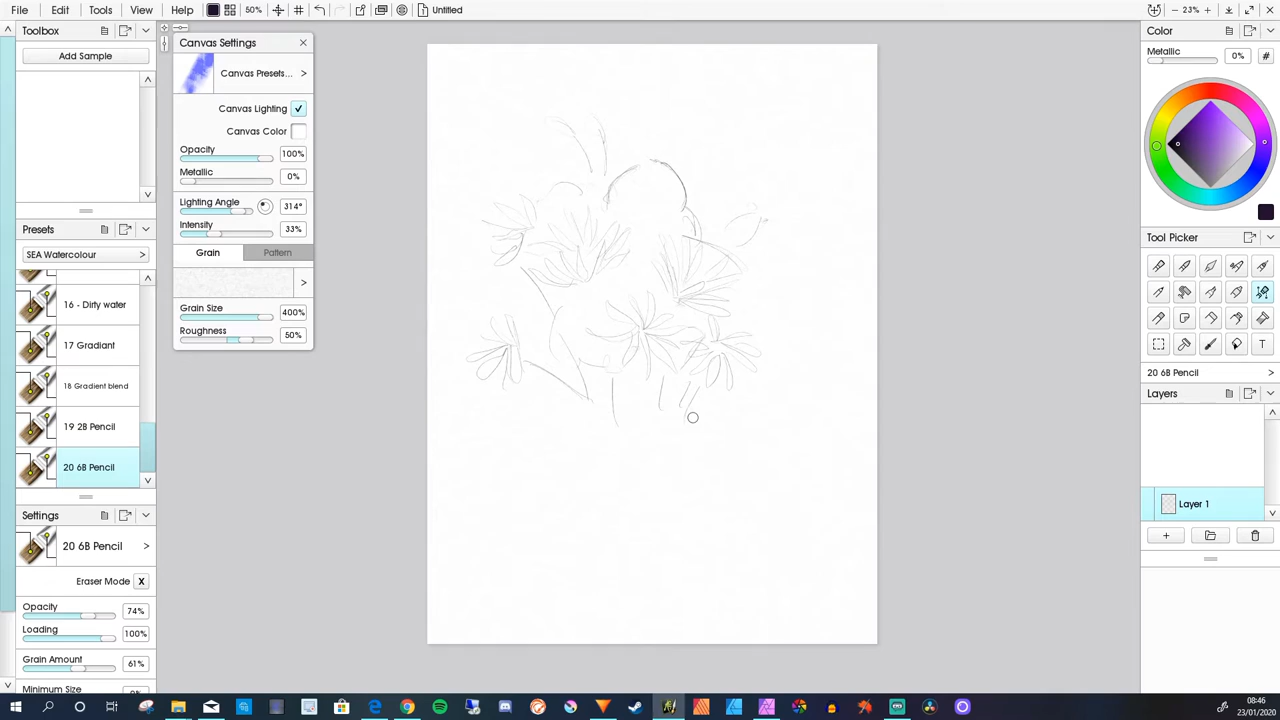 File Edit Tools View Window Help 50% Untitled 23%
Toolbox
Add Sample
Presets
SEA Watercolour >
16 - Dirty water
17 Gradiant
18 Gradient blend
19 2B Pencil
20 6B Pencil
Settings
20 6B Pencil >
Eraser Mode X
Opacity 74%
Loading 100%
Grain Amount 61%
Minimum Size 0%
Canvas Settings
Canvas Presets... >
Canvas Lighting
Canvas Color
Opacity 100%
Metallic 0%
Lighting Angle 314°
Intensity 33%
Grain Pattern
Grain Size 400%
Roughness 50%
Color
Metallic 0% #
Tool Picker
20 6B Pencil >
Layers
Layer 1
08:46
23/01/2020